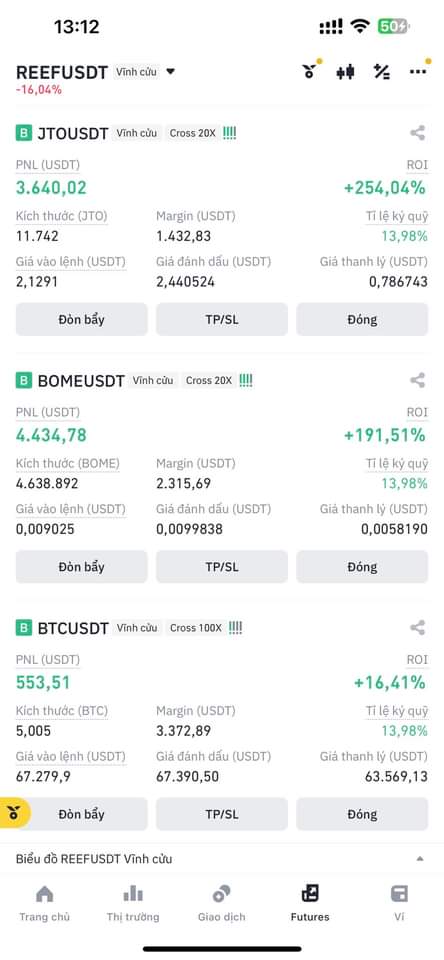 13:12
50
REEFUSDT Vĩnh cửu
-16,04%
B JTOUSDT Vĩnh cửu Cross 20X !!!!
PNL (USDT) ROI
3.640,02 +254,04%
Kích thước (JTO) Margin (USDT) Tỉ lệ ký quỹ
11.742 1.432,83 13,98%
Giá vào lệnh (USDT) Giá đánh dấu (USDT) Giá thanh lý (USDT)
2,1291 2,440524 0,786743
Đòn bẩy TP/SL Đóng
B BOMEUSDT Vĩnh cửu Cross 20X !!!!
PNL (USDT) ROI
4.434,78 +191,51%
Kích thước (BOME) Margin (USDT) Tỉ lệ ký quỹ
4.638.892 2.315,69 13,98%
Giá vào lệnh (USDT) Giá đánh dấu (USDT) Giá thanh lý (USDT)
0,009025 0,0099838 0,0058190
Đòn bẩy TP/SL Đóng
B BTCUSDT Vĩnh cửu Cross 100X !!!!
PNL (USDT) ROI
553,51 +16,41%
Kích thước (BTC) Margin (USDT) Tỉ lệ ký quỹ
5,005 3.372,89 13,98%
Giá vào lệnh (USDT) Giá đánh dấu (USDT) Giá thanh lý (USDT)
67.279,9 67.390,50 63.569,13
Đòn bẩy TP/SL Đóng
Biểu đồ REEFUSDT Vĩnh cửu
Trang chủ Thị trường Giao dịch Futures Ví